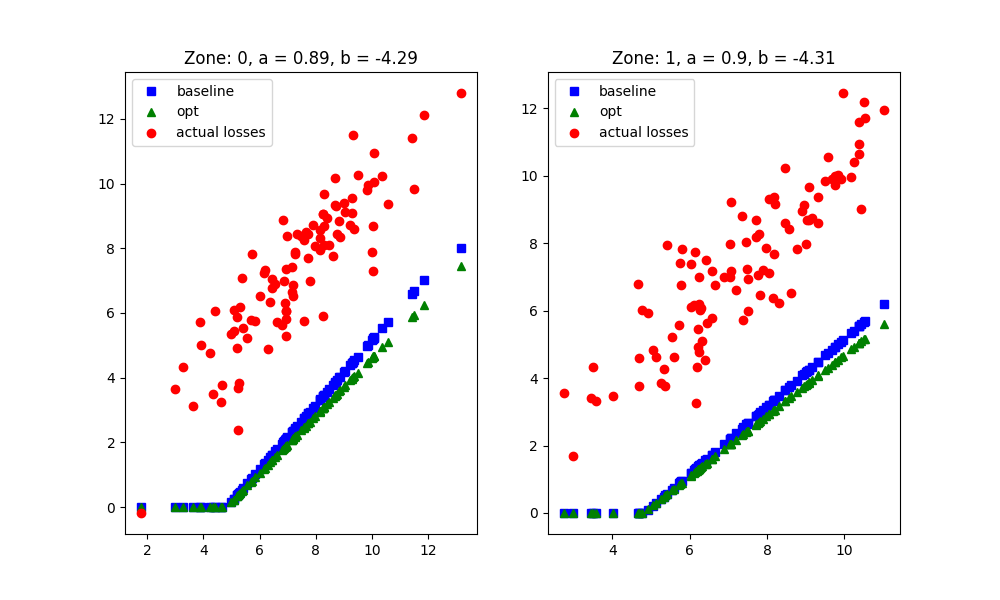 Zone: 0, a = 0.89, b = -4.29
baseline
opt
actual losses
12
10
8
6
4
2
0
2 4 6 8 10 12
Zone: 1, a = 0.9, b = -4.31
baseline
opt
actual losses
12
10
8
6
4
2
0
4 6 8 10